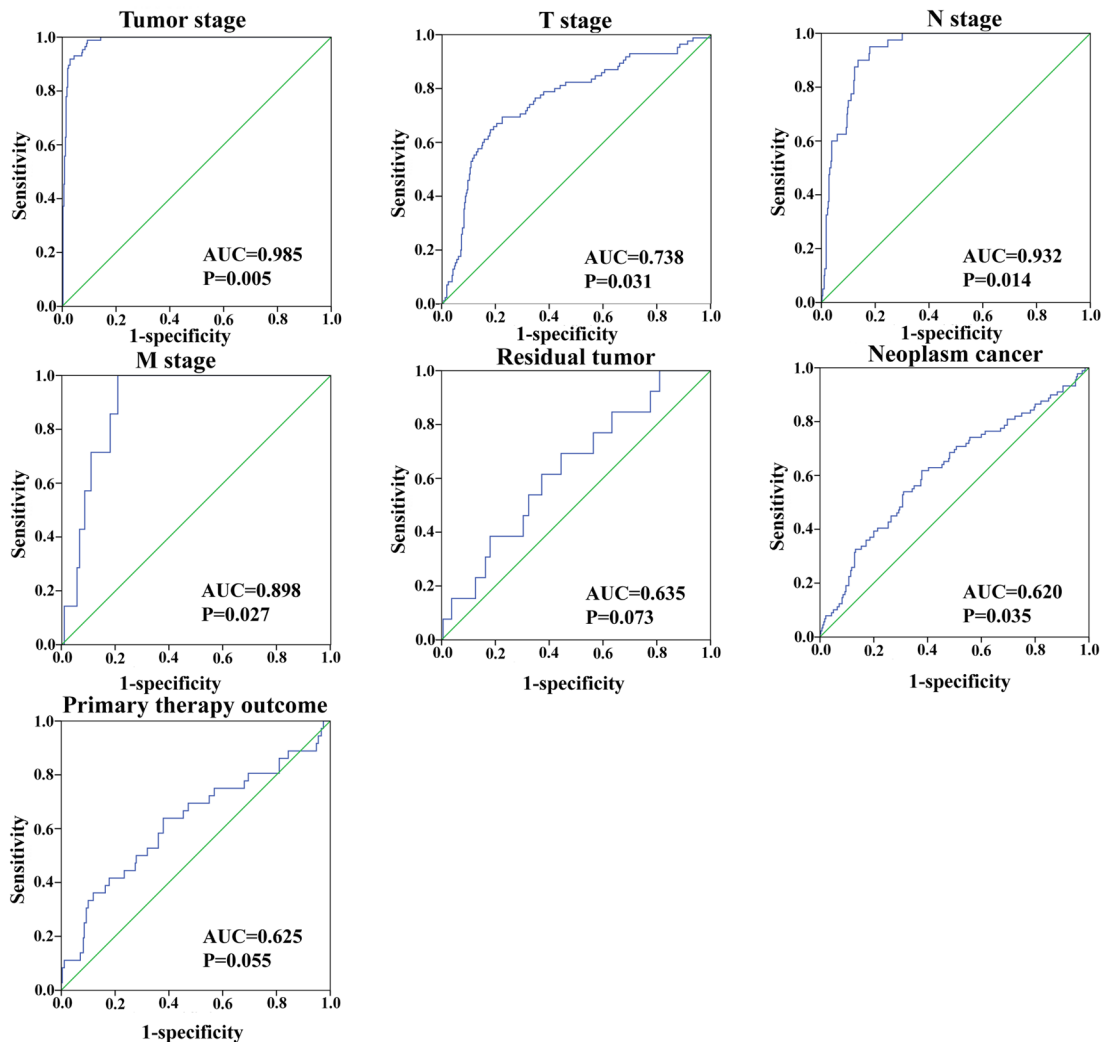 Tumor stage
1.0
0.8
0.6
0.4
0.2
0.0
Sensitivity
AUC=0.985
P=0.005
0.0 0.2 0.4 0.6 0.8 1.0
1-specificity
T stage
1.0
0.8
0.6
0.4
0.2
0.0
Sensitivity
AUC=0.738
P=0.031
0.0 0.2 0.4 0.6 0.8 1.0
1-specificity
N stage
1.0
0.8
0.6
0.4
0.2
0.0
Sensitivity
AUC=0.932
P=0.014
0.0 0.2 0.4 0.6 0.8 1.0
1-specificity
M stage
1.0
0.8
0.6
0.4
0.2
0.0
Sensitivity
AUC=0.898
P=0.027
0.0 0.2 0.4 0.6 0.8 1.0
1-specificity
Residual tumor
1.0
0.8
0.6
0.4
0.2
0.0
Sensitivity
AUC=0.635
P=0.073
0.0 0.2 0.4 0.6 0.8 1.0
1-specificity
Neoplasm cancer
1.0
0.8
0.6
0.4
0.2
0.0
Sensitivity
AUC=0.620
P=0.035
0.0 0.2 0.4 0.6 0.8 1.0
1-specificity
Primary therapy outcome
1.0
0.8
0.6
0.4
0.2
0.0
Sensitivity
AUC=0.625
P=0.055
0.0 0.2 0.4 0.6 0.8 1.0
1-specificity